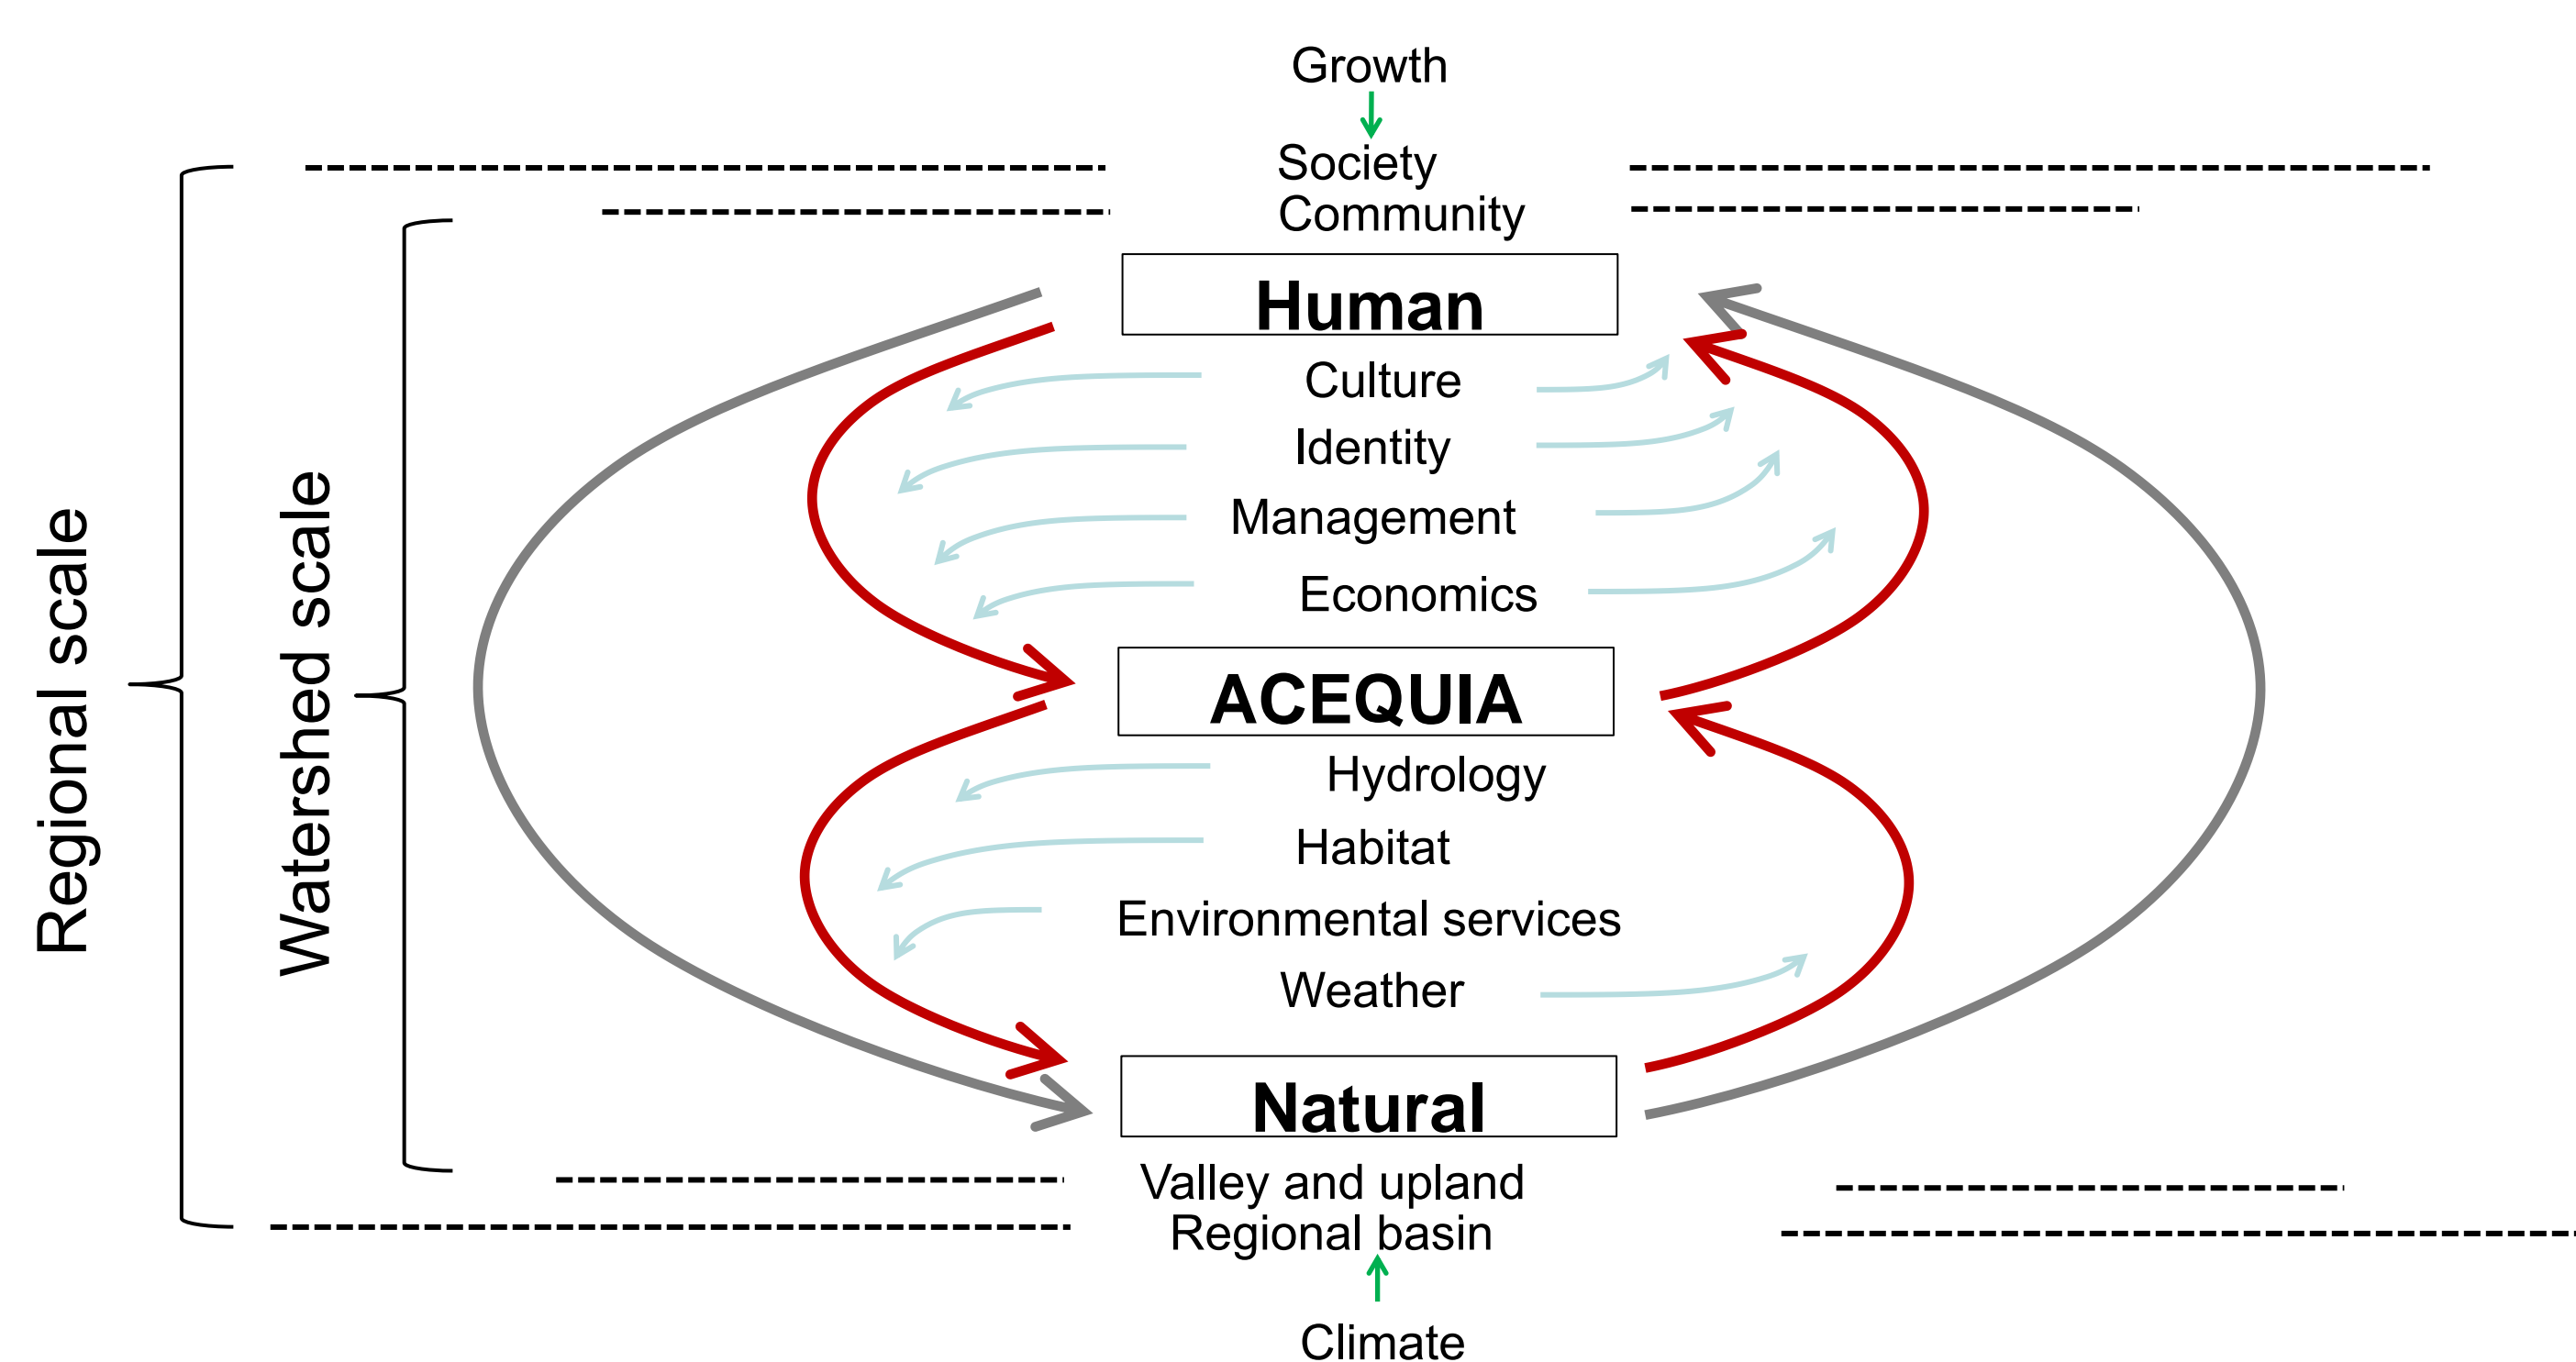 Growth
Society
Community
Human
Culture
Identity
Management
Economics
ACEQUIA
Hydrology
Habitat
Environmental services
Weather
Natural
Valley and upland
Regional basin
Climate
Regional scale
Watershed scale